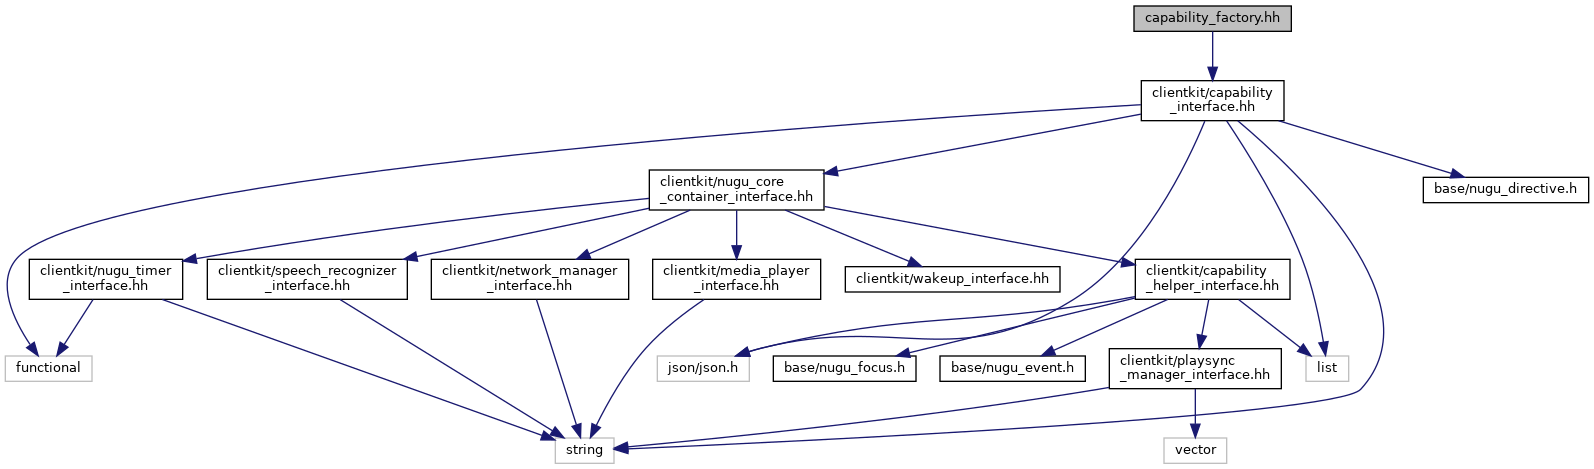 capability_factory.hh
clientkit/capability
_interface.hh
clientkit/nugu_core
_container_interface.hh
base/nugu_directive.h
clientkit/nugu_timer
_interface.hh
clientkit/speech_recognizer
_interface.hh
clientkit/network_manager
_interface.hh
clientkit/media_player
_interface.hh
clientkit/wakeup_interface.hh
clientkit/capability
_helper_interface.hh
functional
json/json.h
base/nugu_focus.h
base/nugu_event.h
clientkit/playsync
_manager_interface.hh
list
string
vector